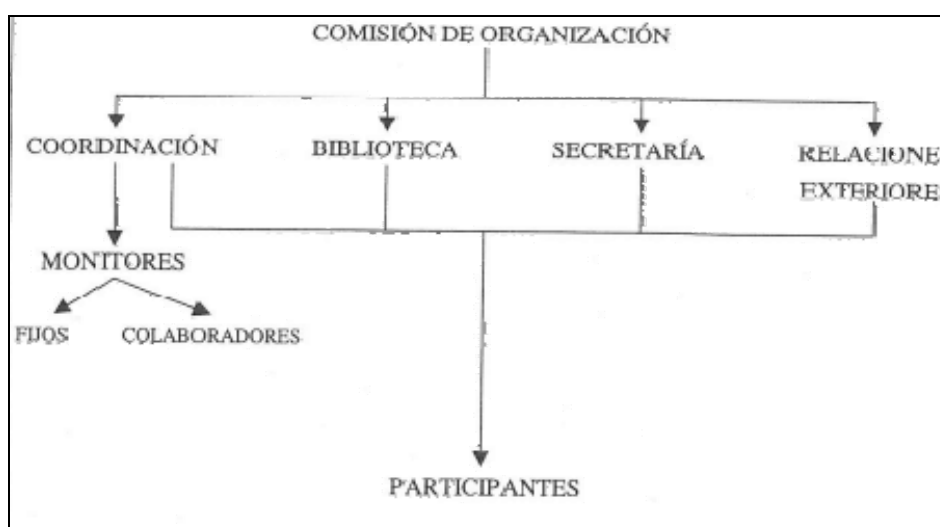 COMISIÓN DE ORGANIZACIÓN
COORDINACIÓN
BIBLIOTECA
SECRETARÍA
RELACIONE
EXTERIORE
MONITORES
FIJOS
COLABORADORES
PARTICIPANTES